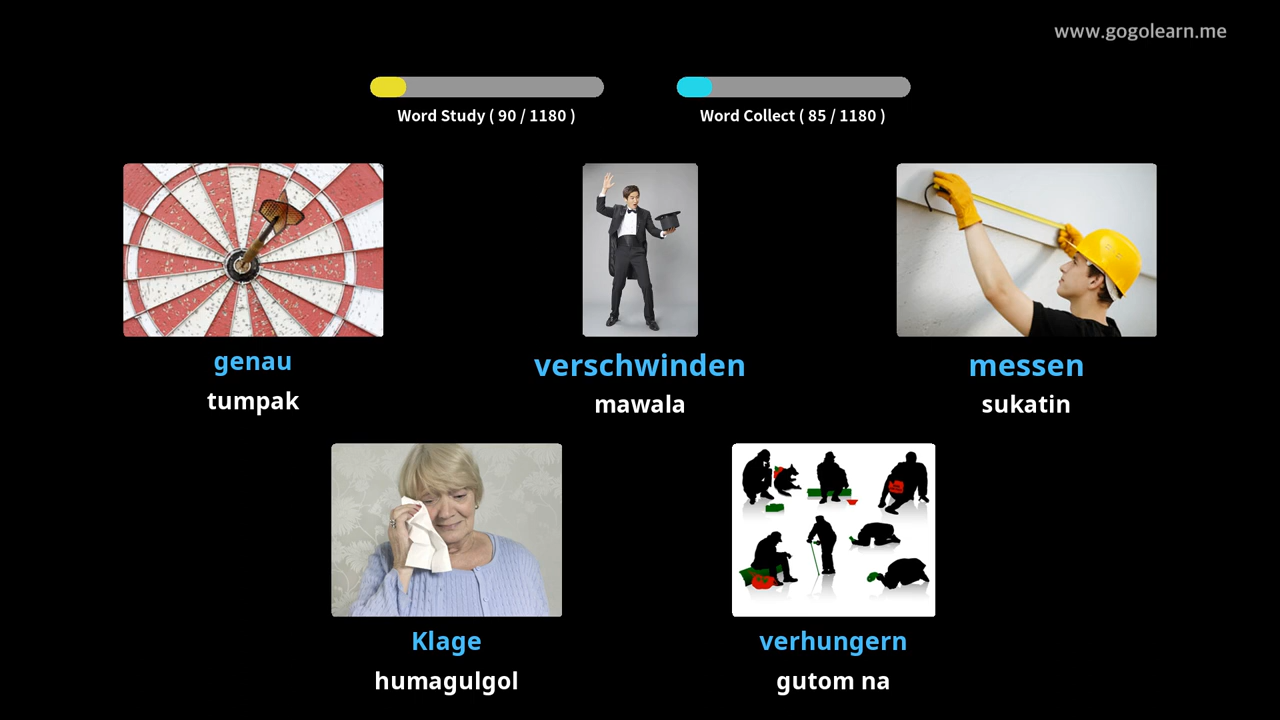 www.gogolearn.me
Word Study ( 90 / 1180 )
Word Collect ( 85 / 1180 )
genau
tumpak
verschwinden
mawala
messen
sukatin
Klage
humagulgol
verhungern
gutom na